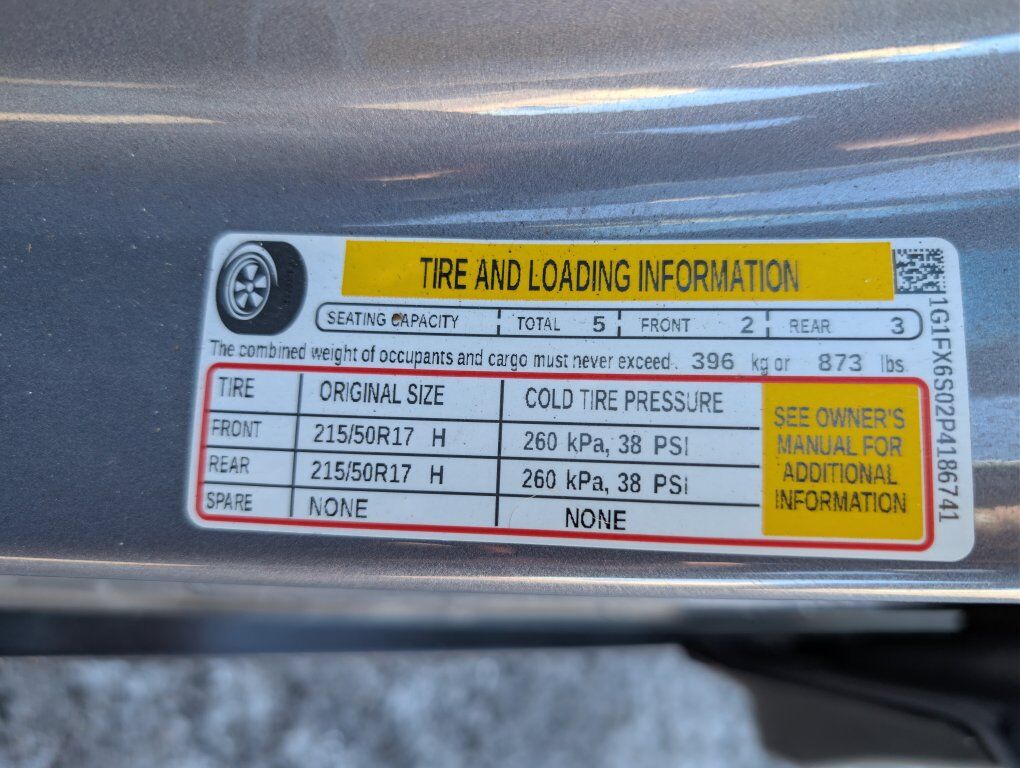 TIRE AND LOADING INFORMATION
SEATING CAPACITY TOTAL 5 FRONT 2 REAR 3
The combined weight of occupants and cargo must never exceed. 396 kg or 873 lbs
TIRE ORIGINAL SIZE COLD TIRE PRESSURE
FRONT 215/50R17 H 260 kPa, 38 PSI
REAR 215/50R17 H 260 kPa, 38 PSI
SPARE NONE NONE
SEE OWNER'S
MANUAL FOR
ADDITIONAL
INFORMATION
1G1FX6S02P4186741